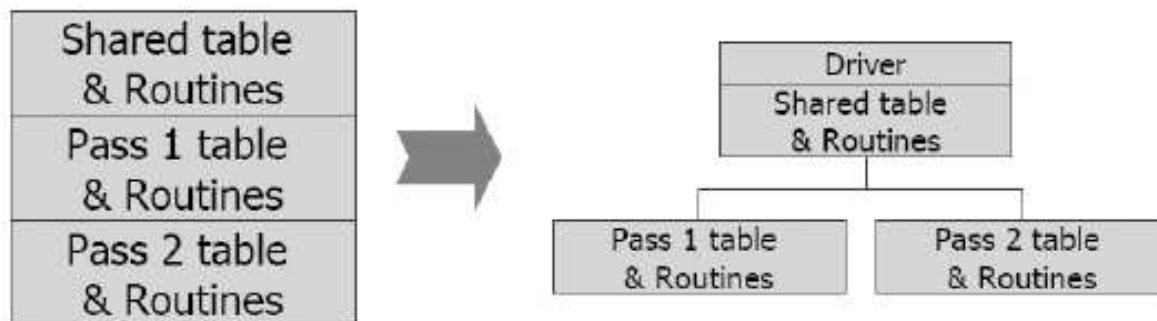 Shared table
& Routines
Pass 1 table
& Routines
Pass 2 table
& Routines
Driver
Shared table
& Routines
Pass 1 table
& Routines
Pass 2 table
& Routines